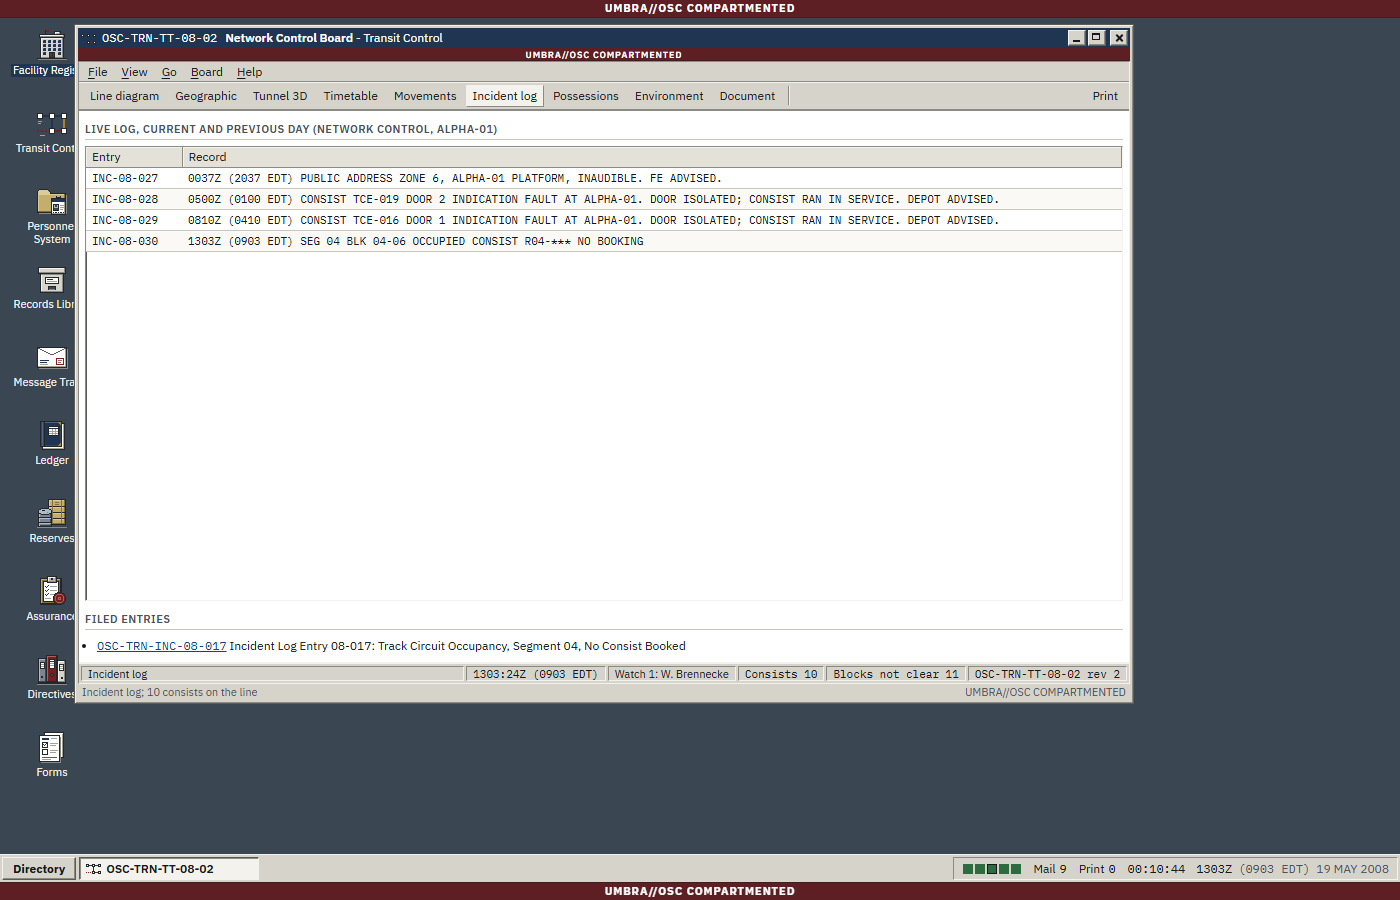 UMBRA//OSC COMPARTMENTED
OSC-TRN-TT-08-02 Network Control Board - Transit Control
UMBRA//OSC COMPARTMENTED
File View Go Board Help
Line diagram Geographic Tunnel 3D Timetable Movements Incident log Possessions Environment Document Print
LIVE LOG, CURRENT AND PREVIOUS DAY (NETWORK CONTROL, ALPHA-01)
Entry Record
INC-08-027 0037Z (2037 EDT) PUBLIC ADDRESS ZONE 6, ALPHA-01 PLATFORM, INAUDIBLE. FE ADVISED.
INC-08-028 0500Z (0100 EDT) CONSIST TCE-019 DOOR 2 INDICATION FAULT AT ALPHA-01. DOOR ISOLATED; CONSIST RAN IN SERVICE. DEPOT ADVISED.
INC-08-029 0810Z (0410 EDT) CONSIST TCE-016 DOOR 1 INDICATION FAULT AT ALPHA-01. DOOR ISOLATED; CONSIST RAN IN SERVICE. DEPOT ADVISED.
INC-08-030 1303Z (0903 EDT) SEG 04 BLK 04-06 OCCUPIED CONSIST R04-*** NO BOOKING
FILED ENTRIES
• OSC-TRN-INC-08-017 Incident Log Entry 08-017: Track Circuit Occupancy, Segment 04, No Consist Booked
Incident log 1303:24Z (0903 EDT) Watch 1: W. Brennecke Consists 10 Blocks not clear 11 OSC-TRN-TT-08-02 rev 2
Incident log; 10 consists on the line UMBRA//OSC COMPARTMENTED
Facility Regis
Transit Cont
Personne
System
Records Libr
Message Tra
Ledger
Reserves
Assurance
Directives
Forms
Directory OSC-TRN-TT-08-02 Mail 9 Print 0 00:10:44 1303Z (0903 EDT) 19 MAY 2008
UMBRA//OSC COMPARTMENTED